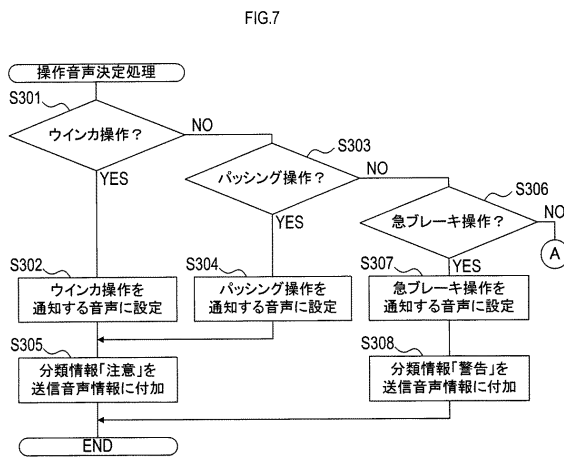 FIG.7
操作音声決定処理
S301
ウインカ操作？
NO
YES
S303
パッシング操作？
NO
YES
S306
急ブレーキ操作？
NO
YES
A
S302
ウインカ操作を
通知する音声に設定
S304
パッシング操作を
通知する音声に設定
S307
急ブレーキ操作を
通知する音声に設定
S305
分類情報「注意」を
送信音声情報に付加
S308
分類情報「警告」を
送信音声情報に付加
END